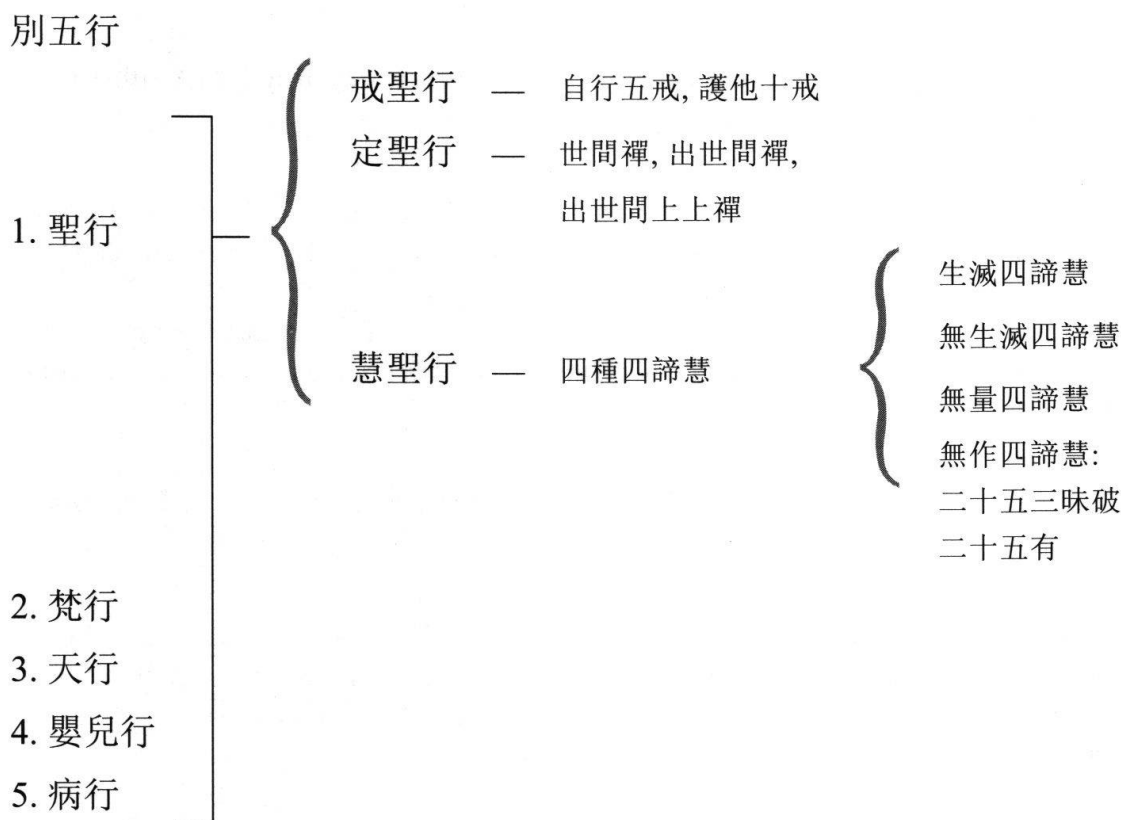 別五行
戒聖行 — 自行五戒, 護他十戒
定聖行 — 世間禪, 出世間禪,
出世間上上禪
1. 聖行
生滅四諦慧
無生滅四諦慧
慧聖行 — 四種四諦慧
無量四諦慧
無作四諦慧:
二十五三昧破
二十五有
2. 梵行
3. 天行
4. 嬰兒行
5. 病行